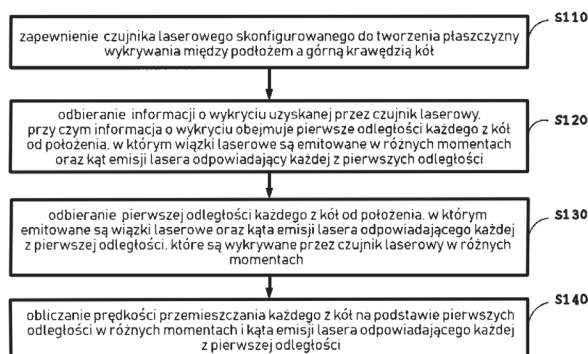 S110
zapewnienie czujnika laserowego skonfigurowanego do tworzenia płaszczyzny
wykrywania między podłożem a górną krawędzią kół
S120
odbieranie informacji o wykryciu uzyskanej przez czujnik laserowy.
przy czym informacja o wykryciu obejmuje pierwsze odległości każdego z kół
od położenia. w którym wiązki laserowe są emitowane w różnych momentach
oraz kąt emisji lasera odpowiadający każdej z pierwszych odległości
S130
odbieranie pierwszej odległości każdego z kół od położenia. w którym
emitowane są wiązki laserowe oraz kąta emisji lasera odpowiadającego każdej
z pierwszej odległości. które są wykrywane przez czujnik laserowy w różnych
momentach
S140
obliczanie prędkości przemieszczania każdego z kół na podstawie pierwszych
odległości w różnych momentach i kąta emisji lasera odpowiadającego każdej
z pierwszej odległości